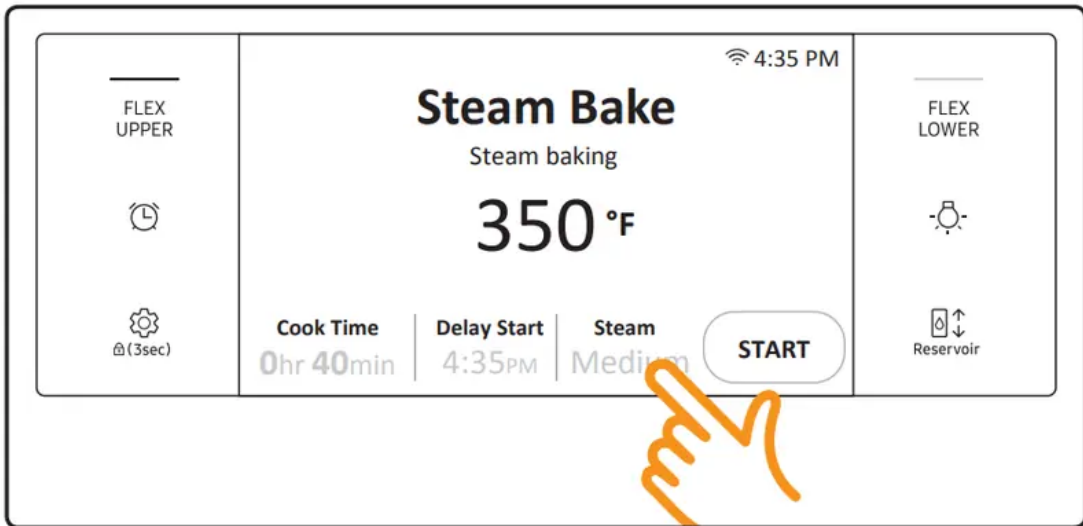 FLEX
UPPER
(3sec)
4:35 PM
Steam Bake
Steam baking
350 °F
Cook Time
0hr 40min
Delay Start
4:35PM
Steam
Medium
START
FLEX
LOWER
Reservoir